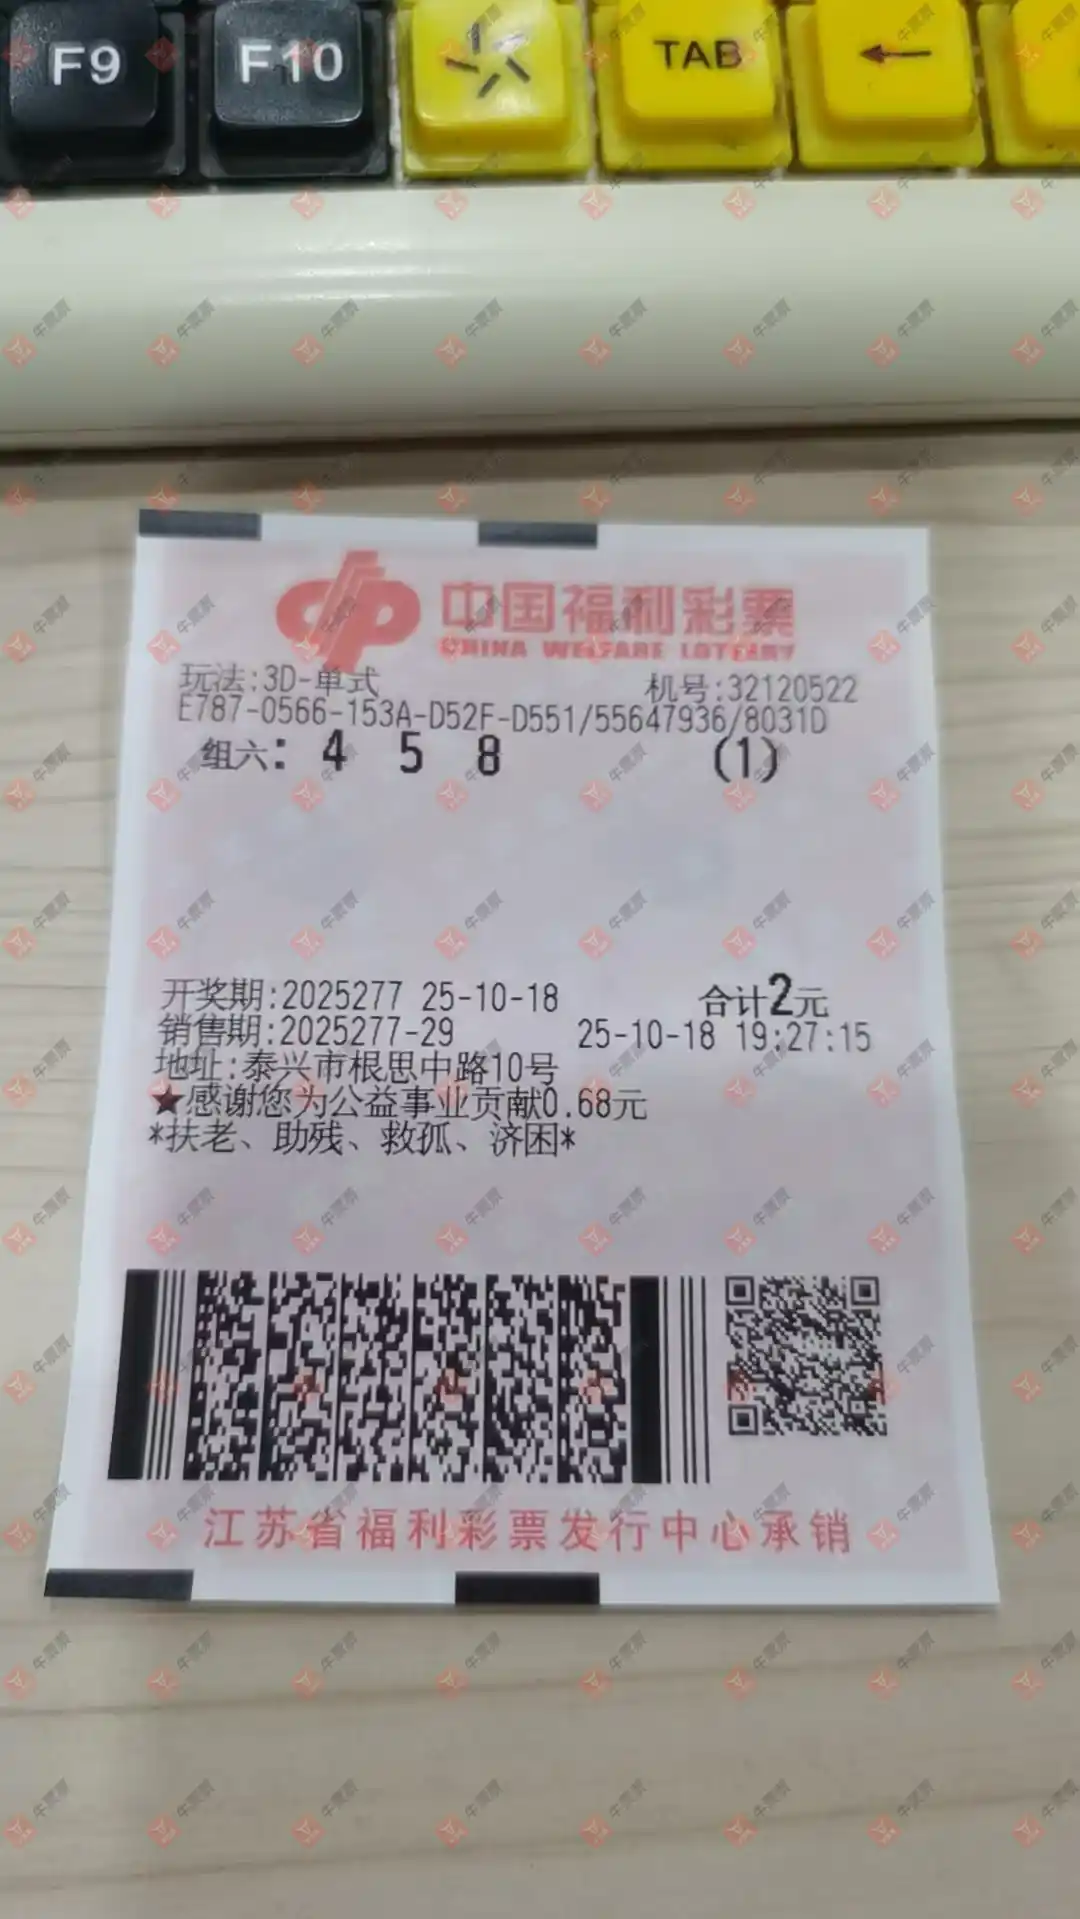 F9 F10 TAB ←
中国福利彩票
CHINA WELFARE LOTTERY
玩法:3D-单式 机号:32120522
E787-0566-153A-D52F-D551/55647936/8031D
组六: 4 5 8 (1)
开奖期:2025277 25-10-18 合计2元
销售期:2025277-29 25-10-18 19:27:15
地址:泰兴市根思中路10号
★感谢您为公益事业贡献0.68元
*扶老、助残、救孤、济困*
江苏省福利彩票发行中心承销
牛票票